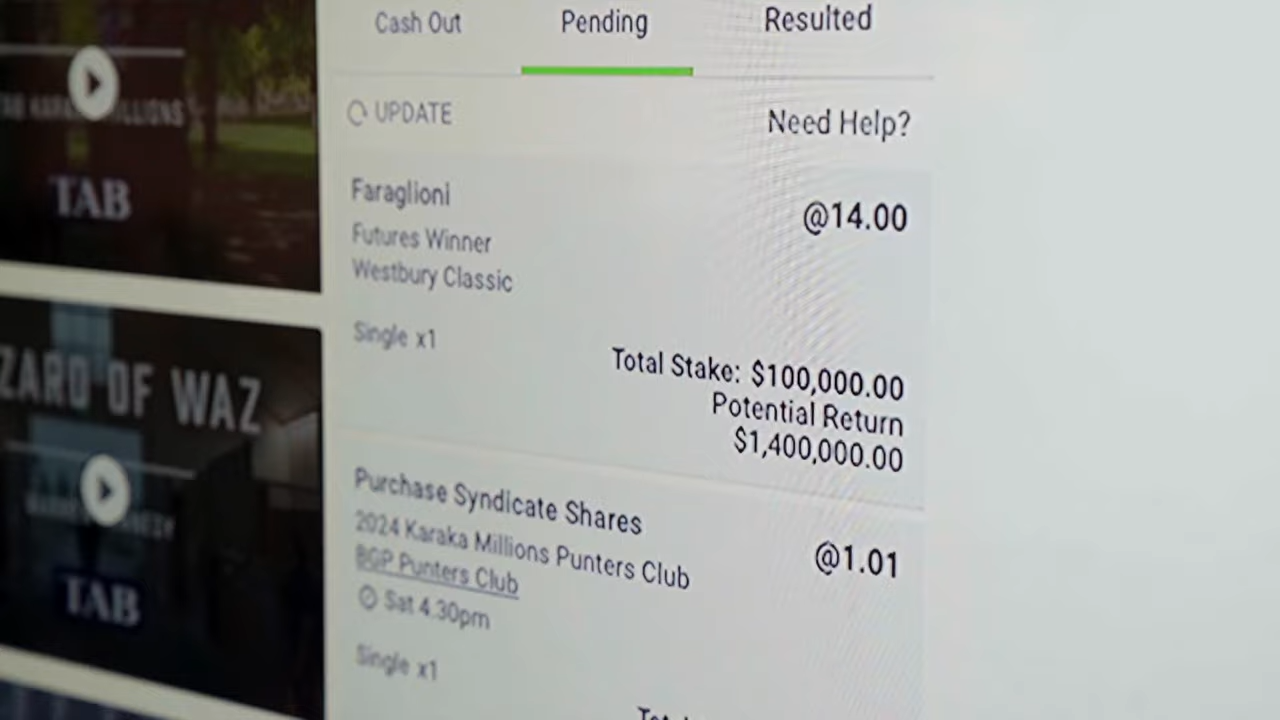 Cash Out
Pending
Resulted
UPDATE
Need Help?
TAB
Faraglioni
@14.00
Futures Winner
Westbury Classic
Single x1
Total Stake: $100,000.00
Potential Return
$1,400,000.00
OF WAZ
Purchase Syndicate Shares
2024 Karaka Millions Punters Club
@1.01
BGP Punters Club
Sat 4.30pm
TAB
Single x1